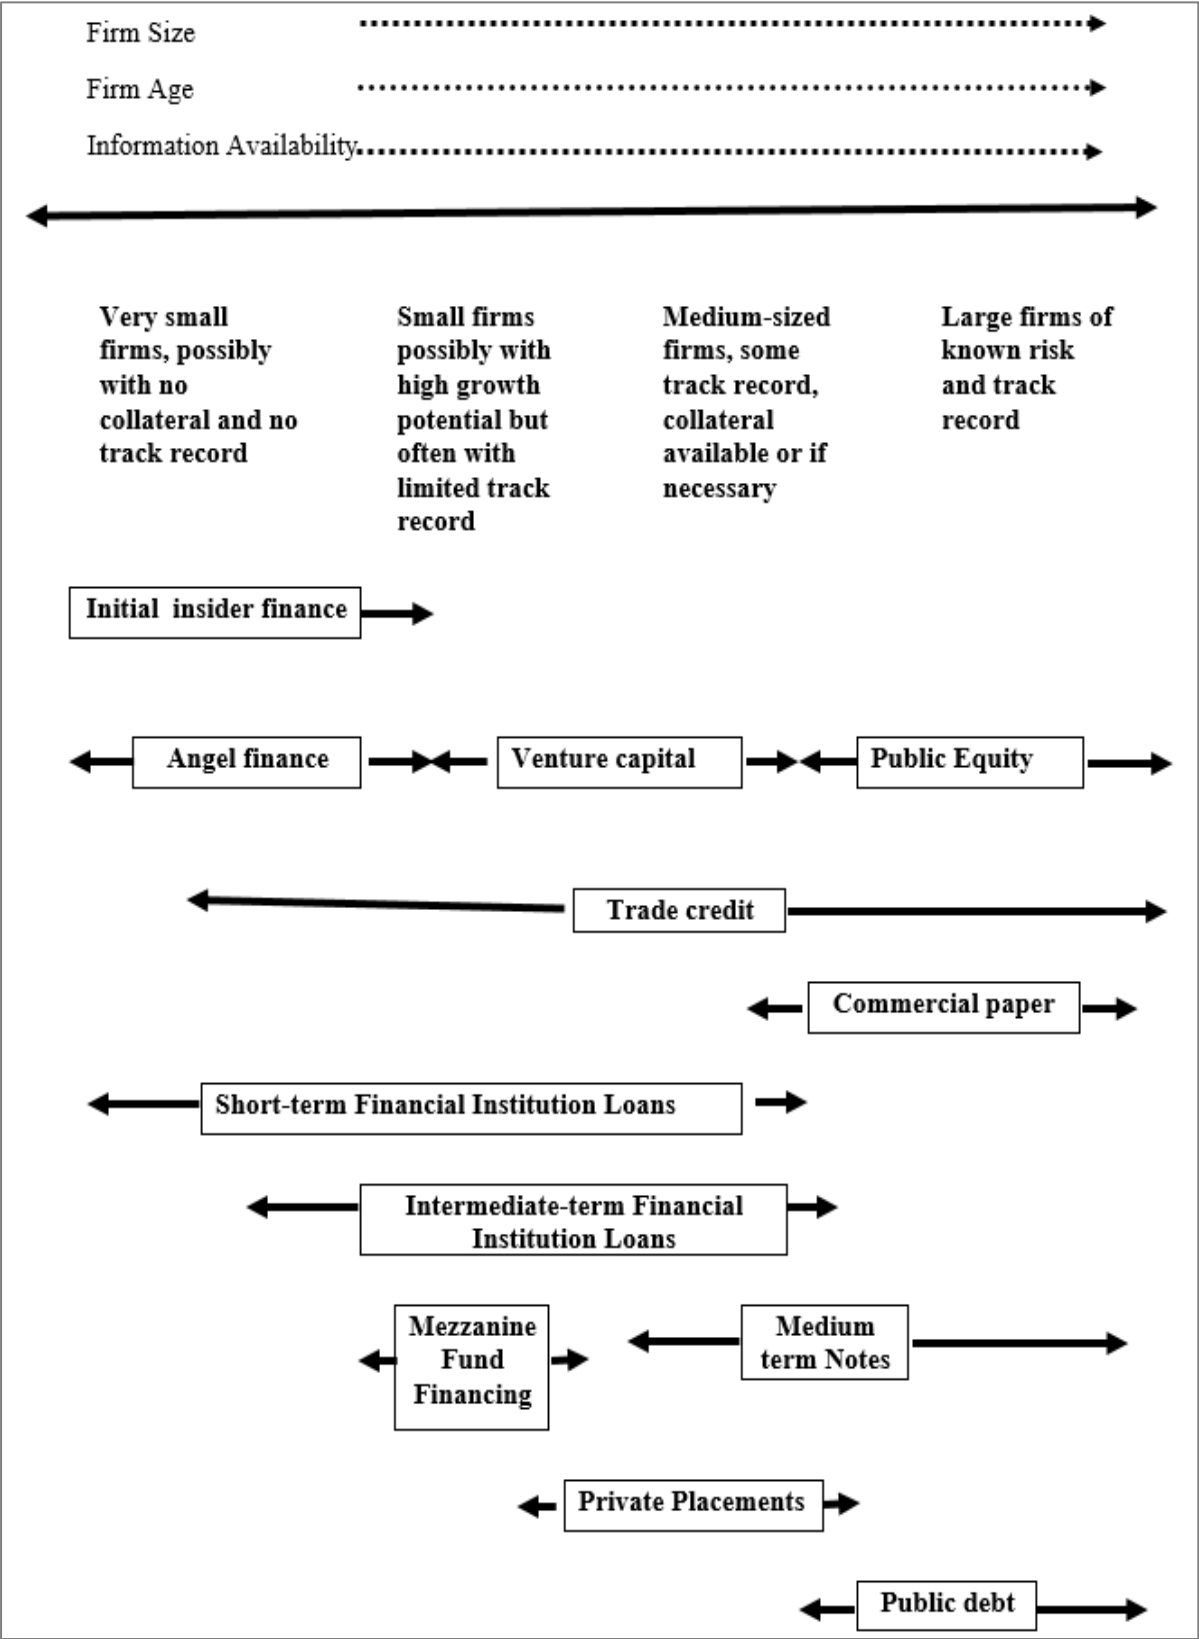 Firm Size
Firm Age
Information Availability
Very small
firms, possibly
with no
collateral and no
track record
Small firms
possibly with
high growth
potential but
often with
limited track
record
Medium-sized
firms, some
track record,
collateral
available or if
necessary
Large firms of
known risk
and track
record
Initial insider finance
Angel finance
Venture capital
Public Equity
Trade credit
Commercial paper
Short-term Financial Institution Loans
Intermediate-term Financial
Institution Loans
Mezzanine
Fund
Financing
Medium
term Notes
Private Placements
Public debt